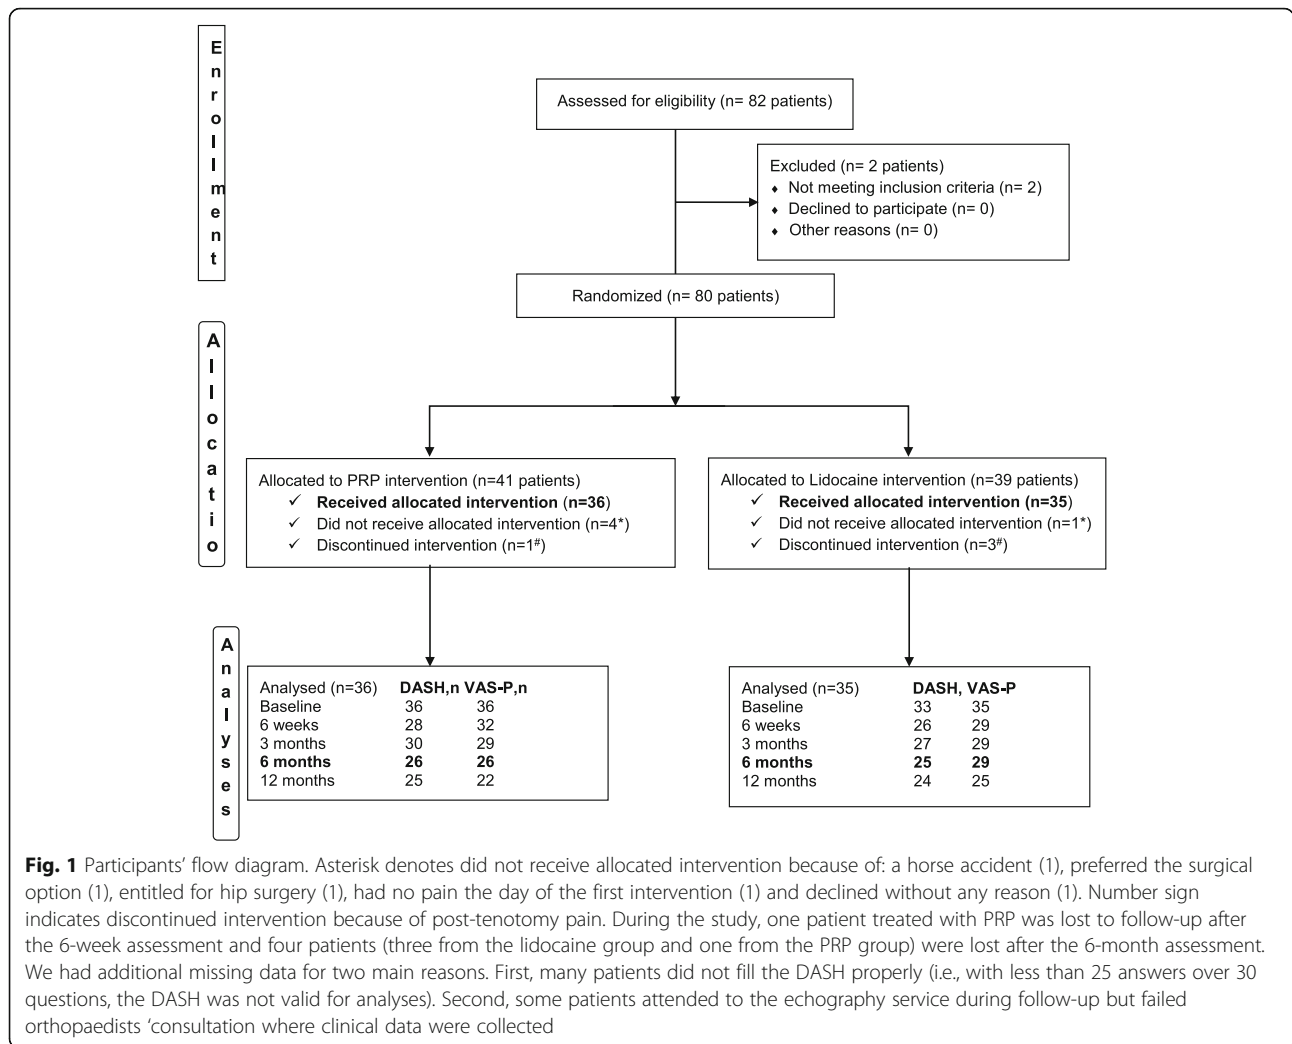 Enrollment
Assessed for eligibility (n= 82 patients)
Excluded (n= 2 patients)
♦ Not meeting inclusion criteria (n= 2)
♦ Declined to participate (n= 0)
♦ Other reasons (n= 0)
Randomized (n= 80 patients)
Allocatio
Allocated to PRP intervention (n=41 patients)
✓ Received allocated intervention (n=36)
✓ Did not receive allocated intervention (n=4*)
✓ Discontinued intervention (n=1#)
Allocated to Lidocaine intervention (n=39 patients)
✓ Received allocated intervention (n=35)
✓ Did not receive allocated intervention (n=1*)
✓ Discontinued intervention (n=3#)
Analyses
Analysed (n=36) DASH,n VAS-P,n
Baseline 36 36
6 weeks 28 32
3 months 30 29
6 months 26 26
12 months 25 22
Analysed (n=35) DASH, VAS-P
Baseline 33 35
6 weeks 26 29
3 months 27 29
6 months 25 29
12 months 24 25
Fig. 1 Participants’ flow diagram. Asterisk denotes did not receive allocated intervention because of: a horse accident (1), preferred the surgical
option (1), entitled for hip surgery (1), had no pain the day of the first intervention (1) and declined without any reason (1). Number sign
indicates discontinued intervention because of post-tenotomy pain. During the study, one patient treated with PRP was lost to follow-up after
the 6-week assessment and four patients (three from the lidocaine group and one from the PRP group) were lost after the 6-month assessment.
We had additional missing data for two main reasons. First, many patients did not fill the DASH properly (i.e., with less than 25 answers over 30
questions, the DASH was not valid for analyses). Second, some patients attended to the echography service during follow-up but failed
orthopaedists ‘consultation where clinical data were collected